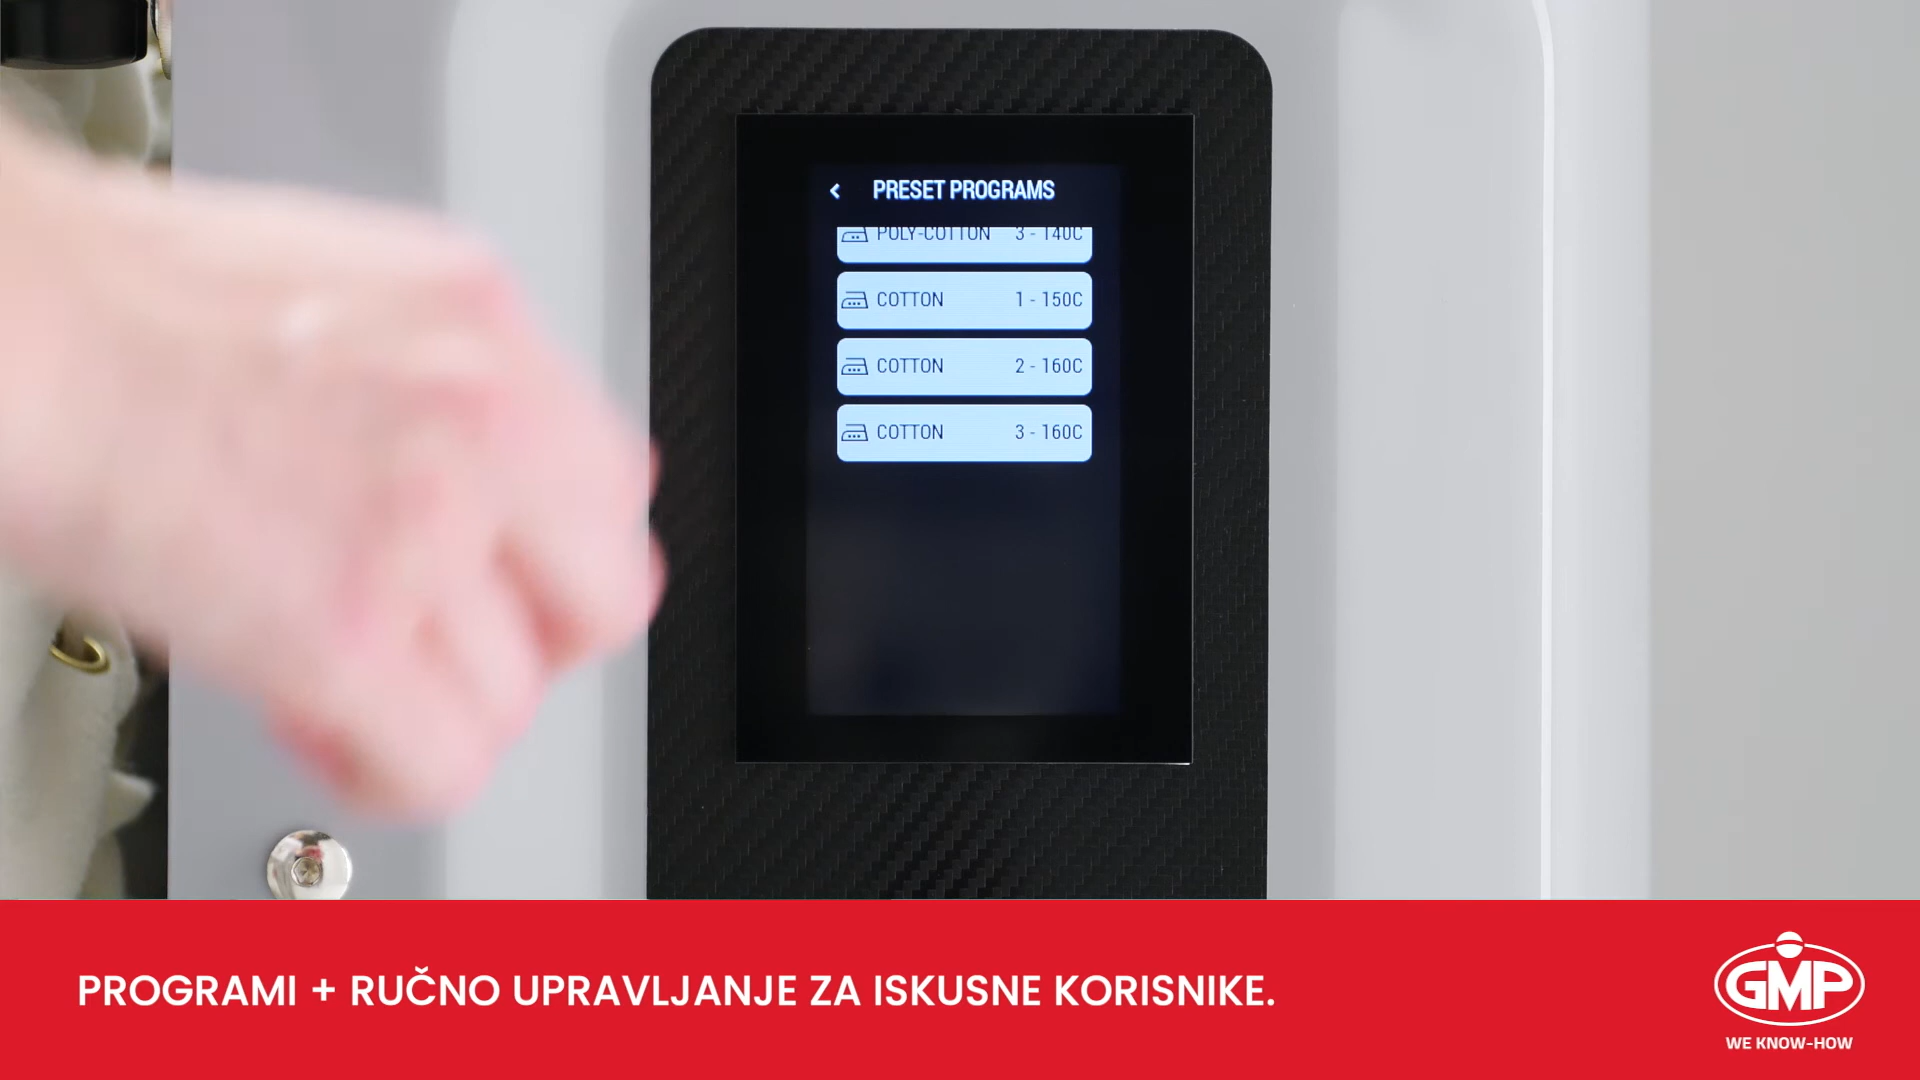 PRESET PROGRAMS
POLY-COTTON 3 - 140C
COTTON 1 - 150C
COTTON 2 - 160C
COTTON 3 - 160C
PROGRAMI + RUČNO UPRAVLJANJE ZA ISKUSNE KORISNIKE.
GMP
WE KNOW-HOW